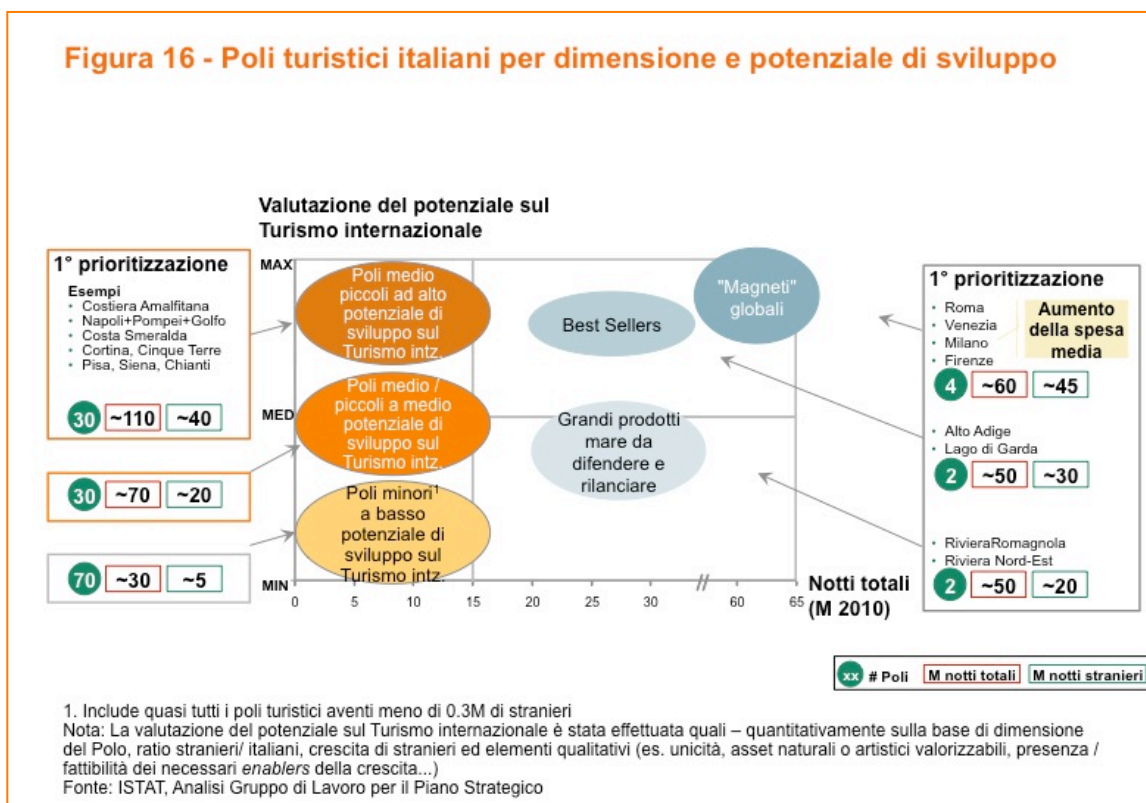 Figura 16 - Poli turistici italiani per dimensione e potenziale di sviluppo
Valutazione del potenziale sul
Turismo internazionale
1° prioritizzazione
Esempi
• Costiera Amalfitana
• Napoli+Pompei+Golfo
• Costa Smeralda
• Cortina, Cinque Terre
• Pisa, Siena, Chianti
30 ~110 ~40
30 ~70 ~20
70 ~30 ~5
MAX
MED
MIN
Poli medio
piccoli ad alto
potenziale di
sviluppo sul
Turismo intz.
Poli medio /
piccoli a medio
potenziale di
sviluppo sul
Turismo intz.
Poli minori¹
a basso
potenziale di
sviluppo sul
Turismo intz.
Best Sellers
"Magneti"
globali
Grandi prodotti
mare da
difendere e
rilanciare
0 5 10 15 20 25 30 // 60 65
Notti totali
(M 2010)
1° prioritizzazione
• Roma
• Venezia
• Milano
• Firenze
Aumento
della spesa
media
4 ~60 ~45
• Alto Adige
• Lago di Garda
2 ~50 ~30
• RivieraRomagnola
• Riviera Nord-Est
2 ~50 ~20
xx # Poli M notti totali M notti stranieri
1. Include quasi tutti i poli turistici aventi meno di 0.3M di stranieri
Nota: La valutazione del potenziale sul Turismo internazionale è stata effettuata quali – quantitativamente sulla base di dimensione
del Polo, ratio stranieri/ italiani, crescita di stranieri ed elementi qualitativi (es. unicità, asset naturali o artistici valorizzabili, presenza /
fattibilità dei necessari enablers della crescita...)
Fonte: ISTAT, Analisi Gruppo di Lavoro per il Piano Strategico